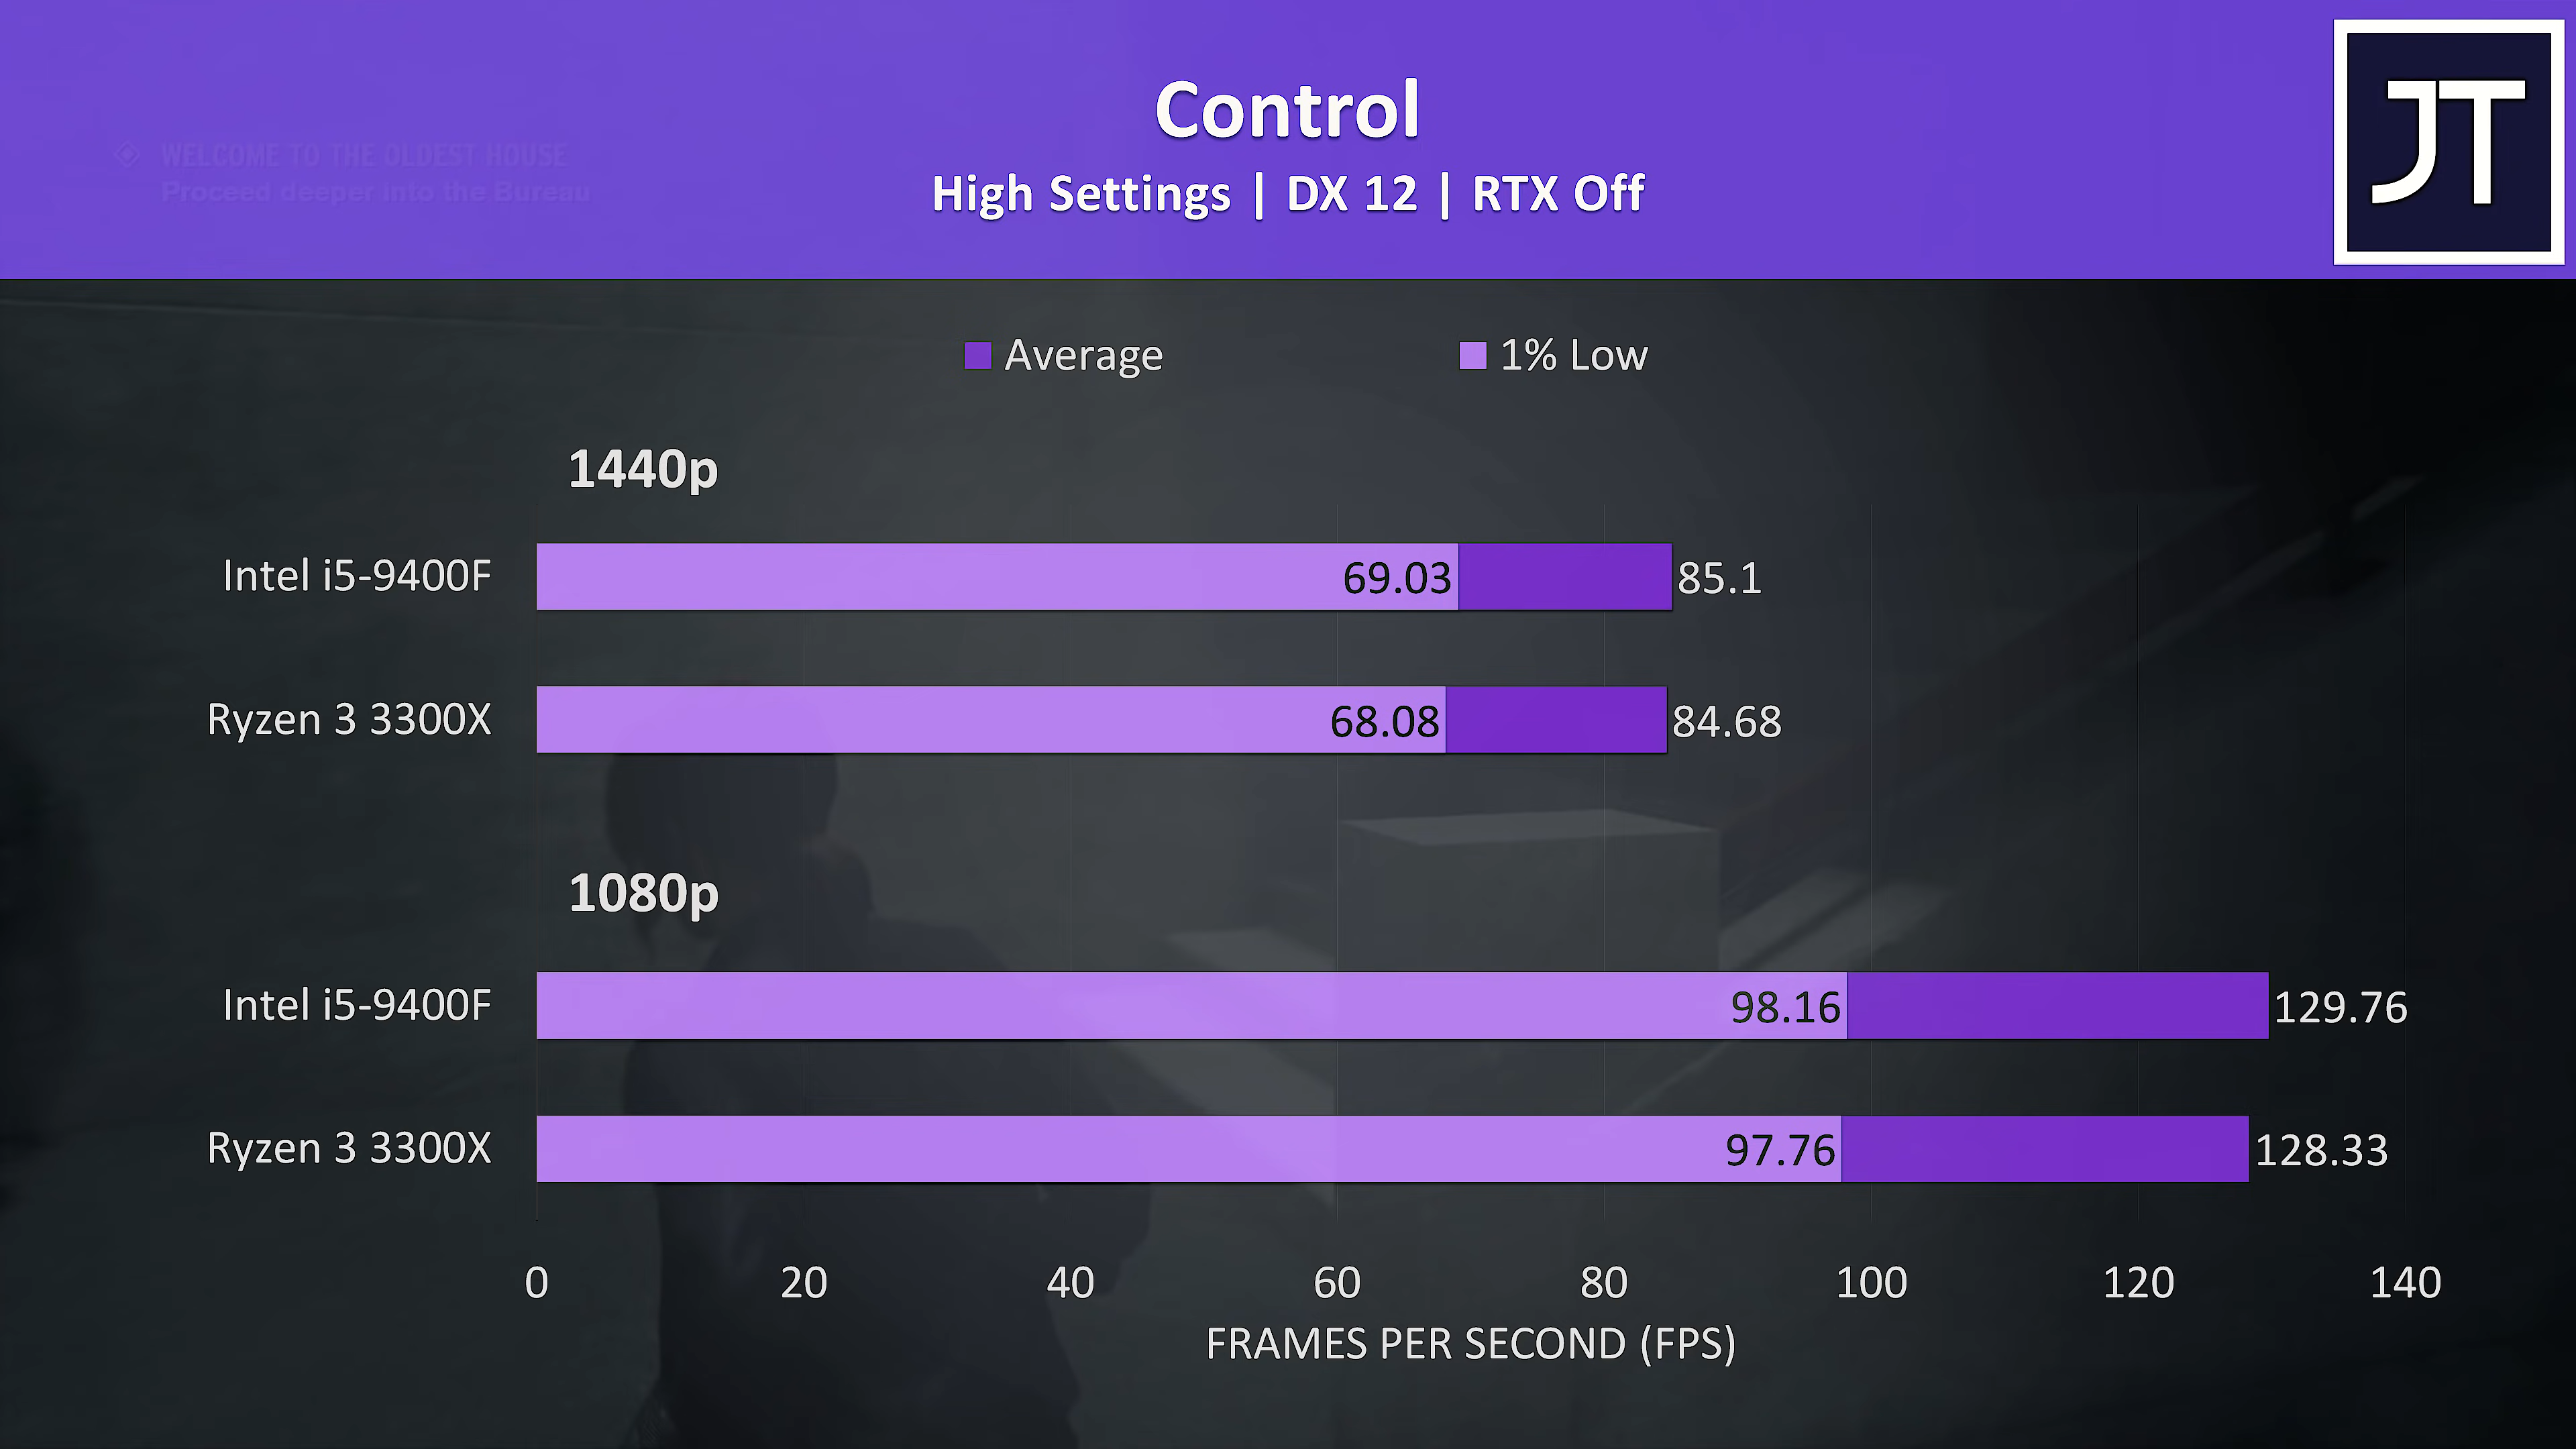 Control
High Settings | DX 12 | RTX Off
JT
WELCOME TO THE OLDEST HOUSE
Proceed deeper into the Bureau
Average
1% Low
1440p
Intel i5-9400F
69.03
85.1
Ryzen 3 3300X
68.08
84.68
1080p
Intel i5-9400F
98.16
129.76
Ryzen 3 3300X
97.76
128.33
0
20
40
60
80
100
120
140
FRAMES PER SECOND (FPS)